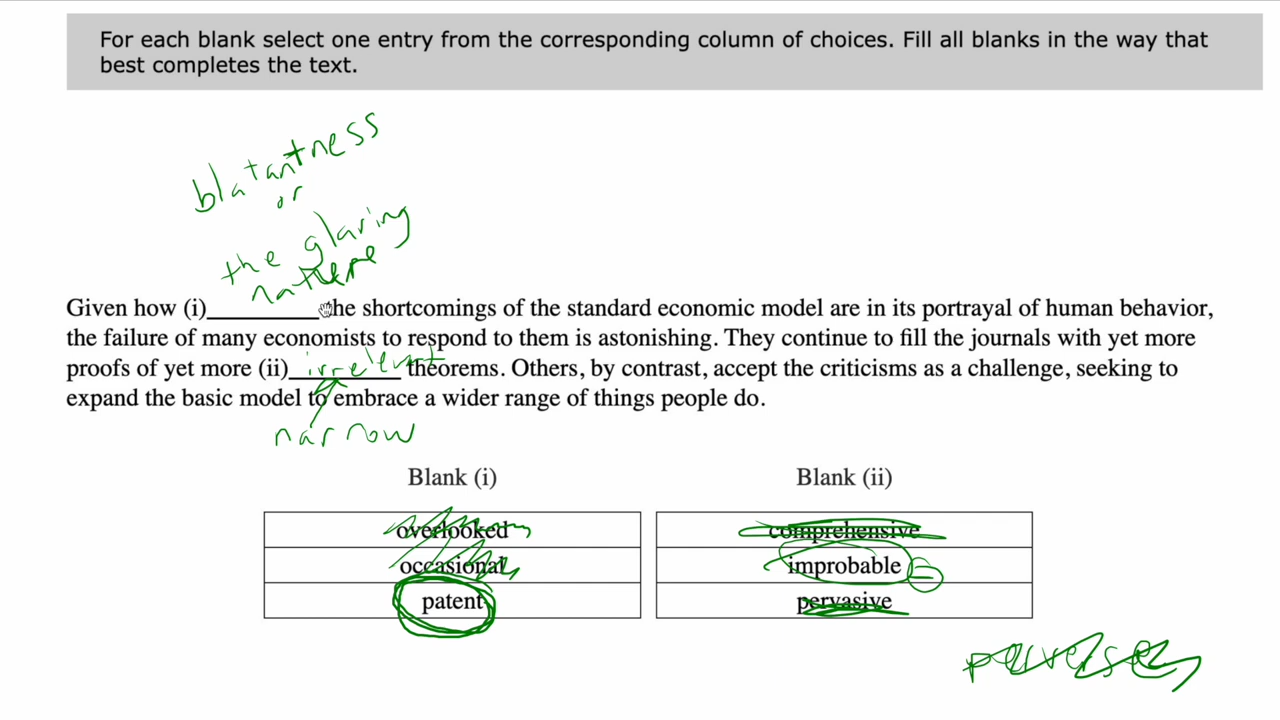 For each blank select one entry from the corresponding column of choices. Fill all blanks in the way that
best completes the text.
blatantness
or
the glaring
nature
Given how (i)__________ the shortcomings of the standard economic model are in its portrayal of human behavior,
the failure of many economists to respond to them is astonishing. They continue to fill the journals with yet more
irrelevant
proofs of yet more (ii)__________ theorems. Others, by contrast, accept the criticisms as a challenge, seeking to
expand the basic model to embrace a wider range of things people do.
narrow
Blank (i) Blank (ii)
overlooked comprehensive
occasional improbable
patent pervasive
perverse